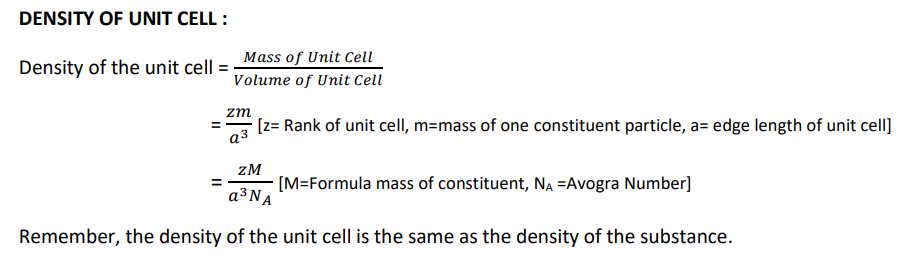 DENSITY OF UNIT CELL :
Density of the unit cell = \frac{Mass of Unit Cell}{Volume of Unit Cell}
= \frac{zm}{a^3} [z= Rank of unit cell, m=mass of one constituent particle, a= edge length of unit cell]
= \frac{zM}{a^3 N_A} [M=Formula mass of constituent, N_A =Avogra Number]
Remember, the density of the unit cell is the same as the density of the substance.